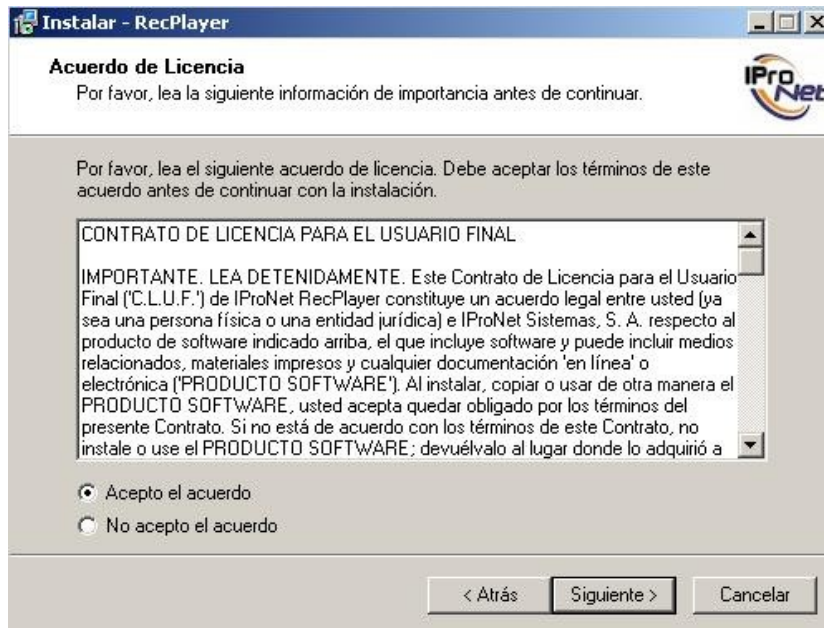 Instalar - RecPlayer
Acuerdo de Licencia
Por favor, lea la siguiente información de importancia antes de continuar.
IProNet
Por favor, lea el siguiente acuerdo de licencia. Debe aceptar los términos de este
acuerdo antes de continuar con la instalación.
CONTRATO DE LICENCIA PARA EL USUARIO FINAL
IMPORTANTE. LEA DETENIDAMENTE. Este Contrato de Licencia para el Usuario
Final ('C.L.U.F.') de IProNet RecPlayer constituye un acuerdo legal entre usted (ya
sea una persona física o una entidad jurídica) e IProNet Sistemas, S. A. respecto al
producto de software indicado arriba, el que incluye software y puede incluir medios
relacionados, materiales impresos y cualquier documentación 'en línea' o
electrónica ('PRODUCTO SOFTWARE'). Al instalar, copiar o usar de otra manera el
PRODUCTO SOFTWARE, usted acepta quedar obligado por los términos del
presente Contrato. Si no está de acuerdo con los términos de este Contrato, no
instale o use el PRODUCTO SOFTWARE; devuélvalo al lugar donde lo adquirió a
Acepto el acuerdo
No acepto el acuerdo
< Atrás
Siguiente >
Cancelar